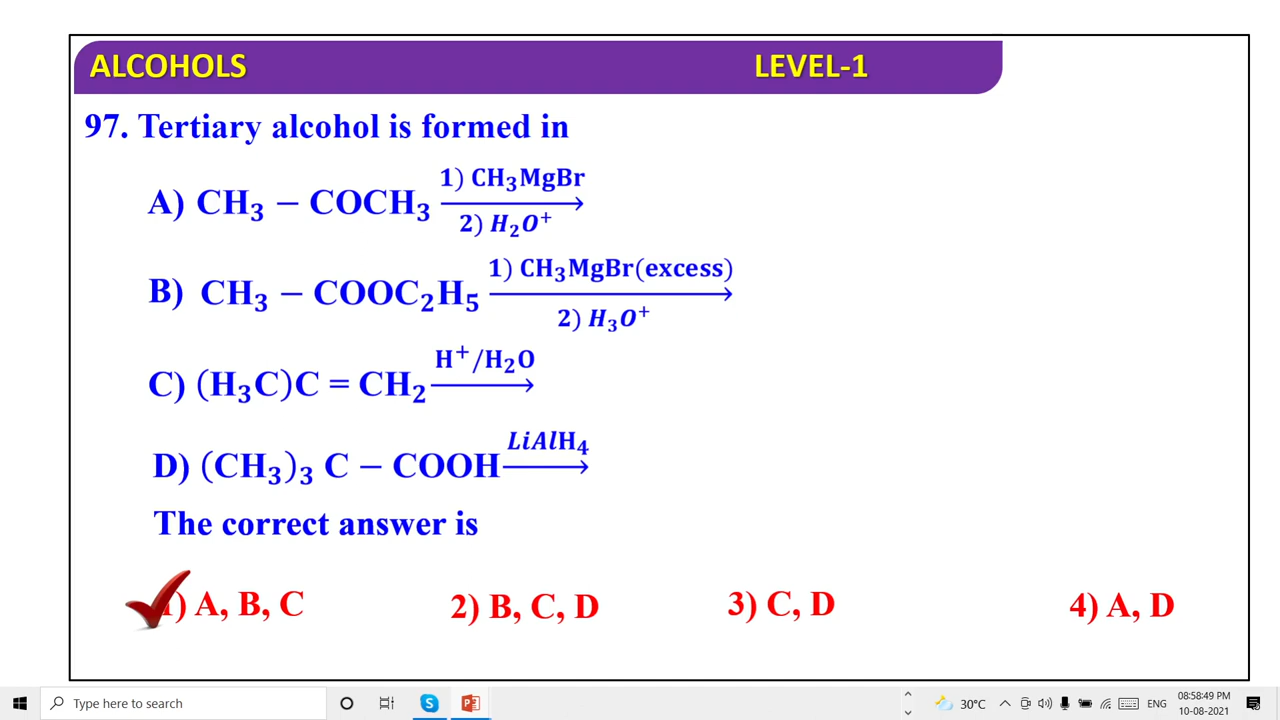 ALCOHOLS LEVEL-1
97. Tertiary alcohol is formed in
1) CH₃MgBr
A) CH₃ − COCH₃
2) H₂O⁺
1) CH₃MgBr(excess)
B) CH₃ − COOC₂H₅
2) H₃O⁺
H⁺/H₂O
C) (H₃C)C = CH₂
LiAlH₄
D) (CH₃)₃ C − COOH
The correct answer is
1) A, B, C 2) B, C, D 3) C, D 4) A, D
Type here to search 30°C ENG 08:58:49 PM
10-08-2021